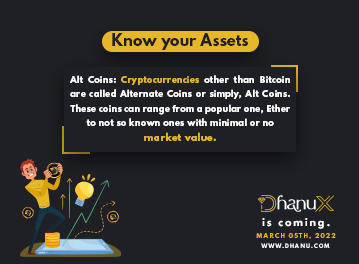 Know your Assets
Alt Coins: Cryptocurrencies other than Bitcoin
are called Alternate Coins or simply, Alt Coins.
These coins can range from a popular one, Ether
to not so known ones with minimal or no
market value.
DhanuX
is coming.
MARCH 05TH, 2022
WWW.DHANU.COM